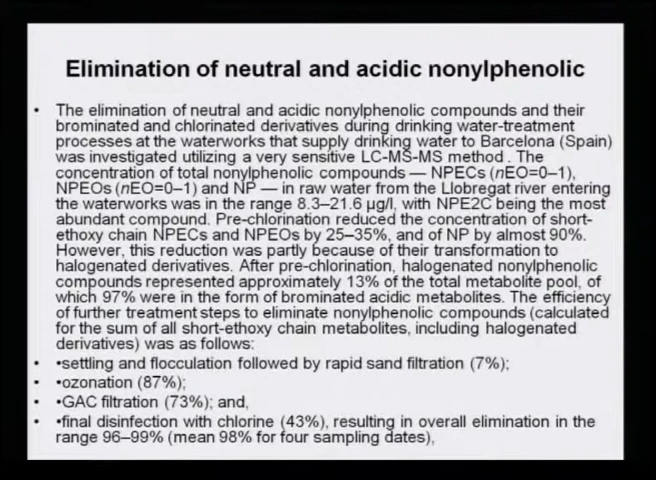 Elimination of neutral and acidic nonylphenolic
• The elimination of neutral and acidic nonylphenolic compounds and their
brominated and chlorinated derivatives during drinking water-treatment
processes at the waterworks that supply drinking water to Barcelona (Spain)
was investigated utilizing a very sensitive LC-MS-MS method . The
concentration of total nonylphenolic compounds — NPECs (nEO=0–1),
NPEOs (nEO=0–1) and NP — in raw water from the Llobregat river entering
the waterworks was in the range 8.3–21.6 µg/l, with NPE2C being the most
abundant compound. Pre-chlorination reduced the concentration of short-
ethoxy chain NPECs and NPEOs by 25–35%, and of NP by almost 90%.
However, this reduction was partly because of their transformation to
halogenated derivatives. After pre-chlorination, halogenated nonylphenolic
compounds represented approximately 13% of the total metabolite pool, of
which 97% were in the form of brominated acidic metabolites. The efficiency
of further treatment steps to eliminate nonylphenolic compounds (calculated
for the sum of all short-ethoxy chain metabolites, including halogenated
derivatives) was as follows:
• •settling and flocculation followed by rapid sand filtration (7%);
• •ozonation (87%);
• •GAC filtration (73%); and,
• •final disinfection with chlorine (43%), resulting in overall elimination in the
range 96–99% (mean 98% for four sampling dates),